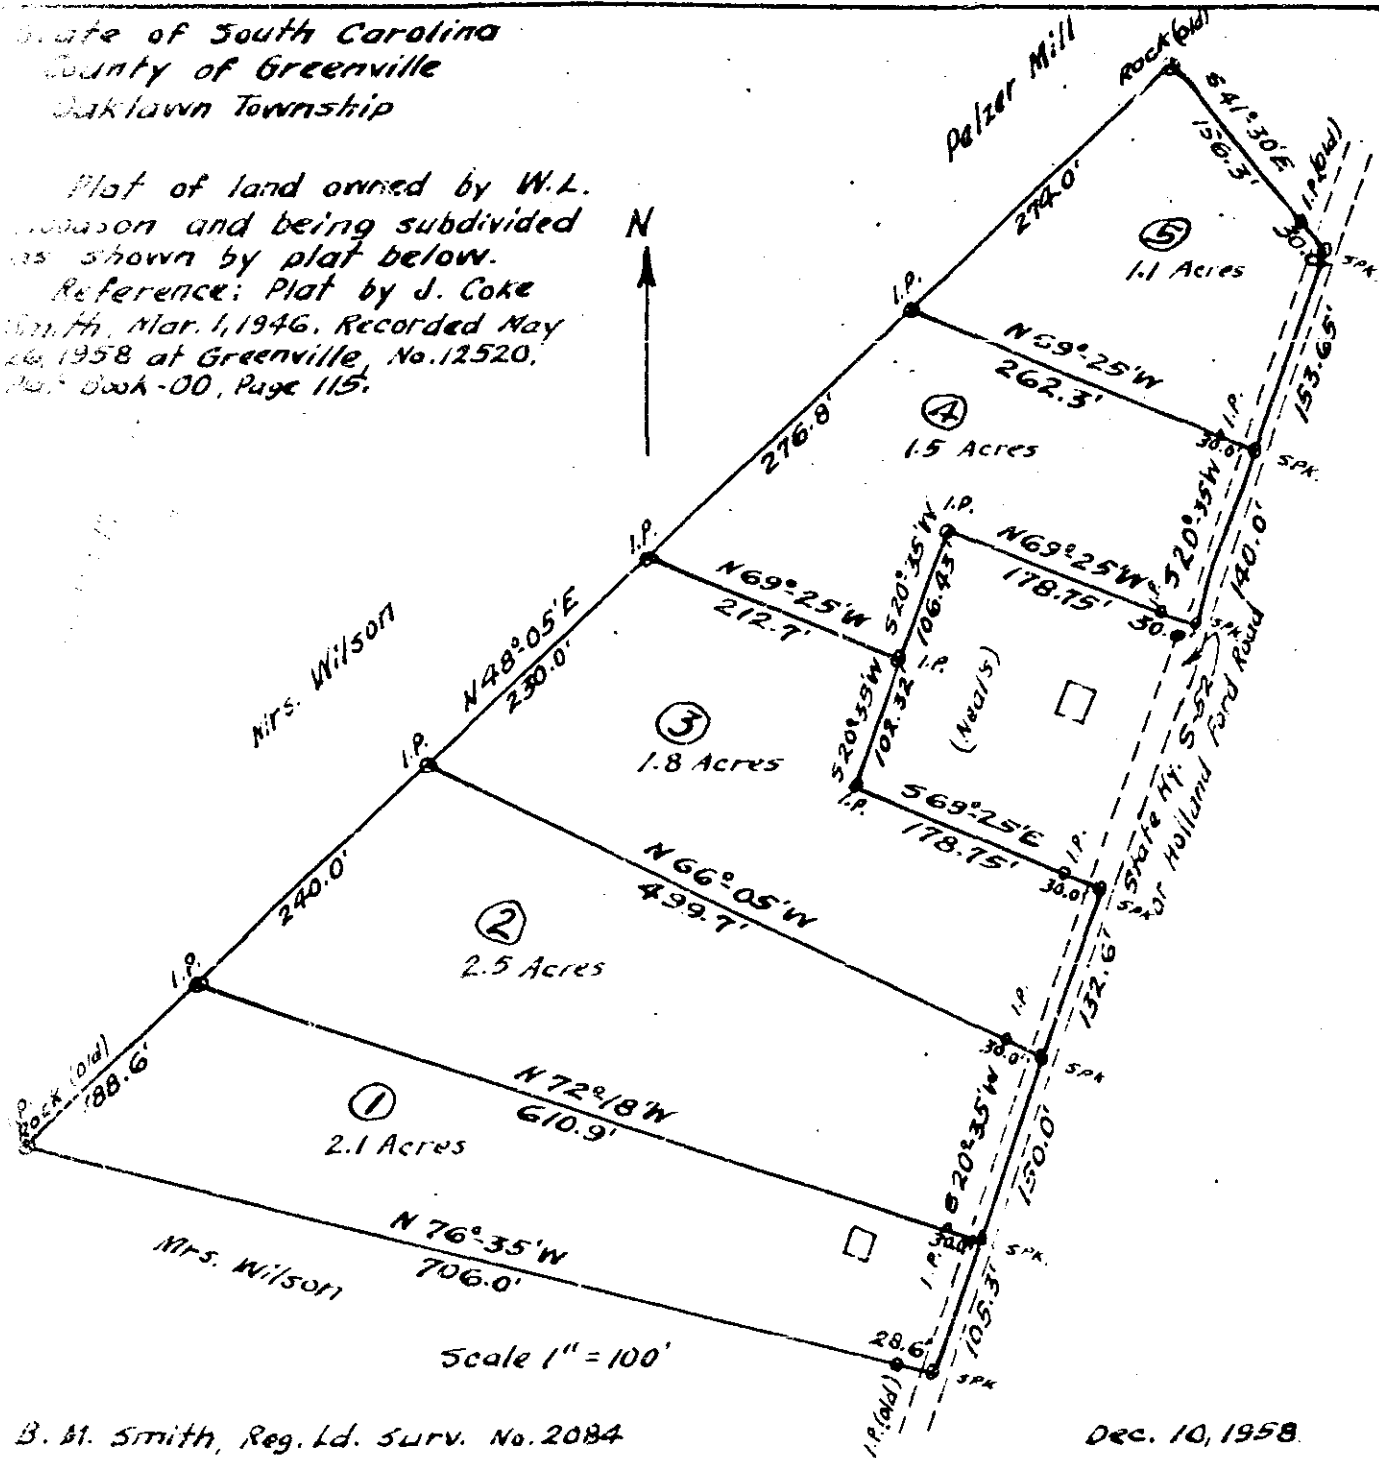 State of South Carolina
County of Greenville
Oaklawn Township
Plat of land owned by W.L.
and being subdivided
as shown by plat below.
Reference: Plat by J. Coke
Smith, Mar. 1, 1946. Recorded May
1958 at Greenville, No. 12520,
Plat Book-OO, Page 115.
N
Pelzer Mill
Rock (old)
S 41°-30'E
156.3'
I.P. (old)
30.0'
SPK.
274.0'
5
1.1 Acres
153.65'
I.P.
N 69°-25'W
262.3'
I.P.
30.0'
SPK.
276.8'
4
1.5 Acres
S 20°-35'W
140.0'
I.P.
S 20°-35'W
106.43'
N 69°-25'W
178.75'
I.P.
30.
SPK.
I.P.
N 69°-25'W
212.7'
I.P.
Mrs. Wilson
N 48°-05'E
230.0'
3
1.8 Acres
S 20°35'W
102.32'
(Neal's)
State Hy. S-52
or Holland Ford Road
I.P.
I.P.
S 69°-25'E
178.75'
I.P.
30.0'
SPK
240.0'
N 66°-05'W
499.7'
132.6'
2
2.5 Acres
I.P.
I.P.
30.0'
SPK
I.P.
Rock (old)
188.6'
N 72°-18'W
610.9'
S 20°-35'W
150.0'
1
2.1 Acres
I.P.
30.0'
SPK.
N 76°-35'W
706.0'
Mrs. Wilson
105.3'
28.6'
I.P. (old)
SPK
Scale 1" = 100'
B. M. Smith, Reg. Ld. Surv. No. 2084
Dec. 10, 1958.